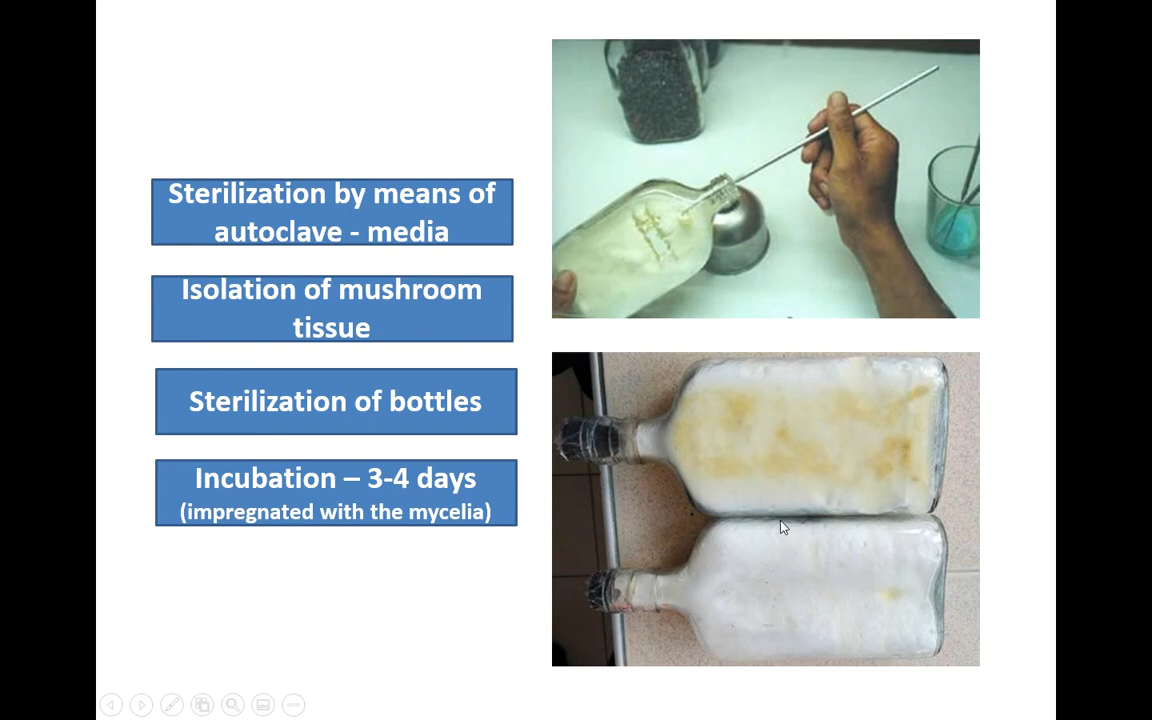 Sterilization by means of
autoclave - media
Isolation of mushroom
tissue
Sterilization of bottles
Incubation – 3-4 days
(impregnated with the mycelia)